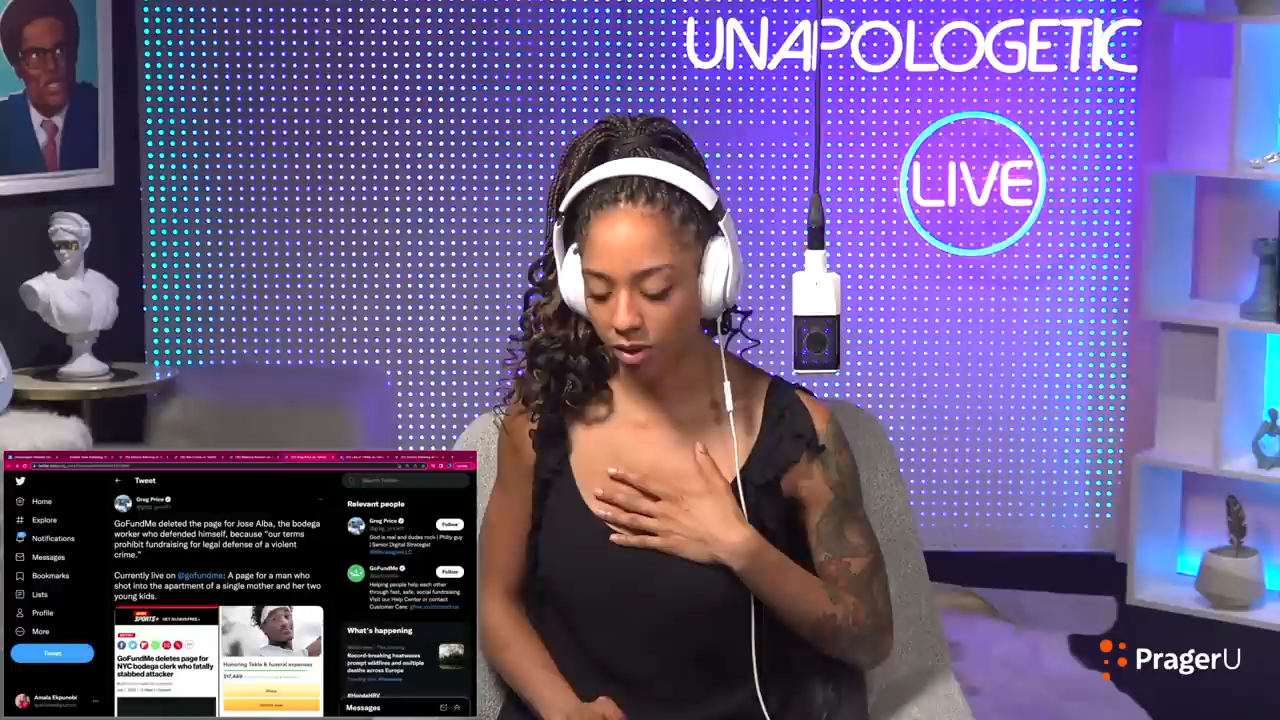 UNAPOLOGETIC
LIVE
PragerU
Tweet
Search Twitter
Home
Explore
Notifications
Messages
Bookmarks
Lists
Profile
More
Tweet
Amala Ekpunobi
Greg Price
GoFundMe deleted the page for Jose Alba, the bodega
worker who defended himself, because "our terms
prohibit fundraising for legal defense of a violent
crime."
Currently live on @gofundme: A page for a man who
shot into the apartment of a single mother and her two
young kids.
SPORTS+
GoFundMe deletes page for
NYC bodega clerk who fatally
stabbed attacker
Honoring Tekle & funeral expenses
$17,469
Relevant people
Greg Price
Follow
God is real and dudes rock | Philly guy
| Senior Digital Strategist
GoFundMe
Follow
Helping people help each other
through fast, safe, social fundraising.
Visit our Help Center or contact
Customer Care:
What's happening
Record-breaking heatwaves
prompt wildfires and multiple
deaths across Europe
#HondaHRV
Messages